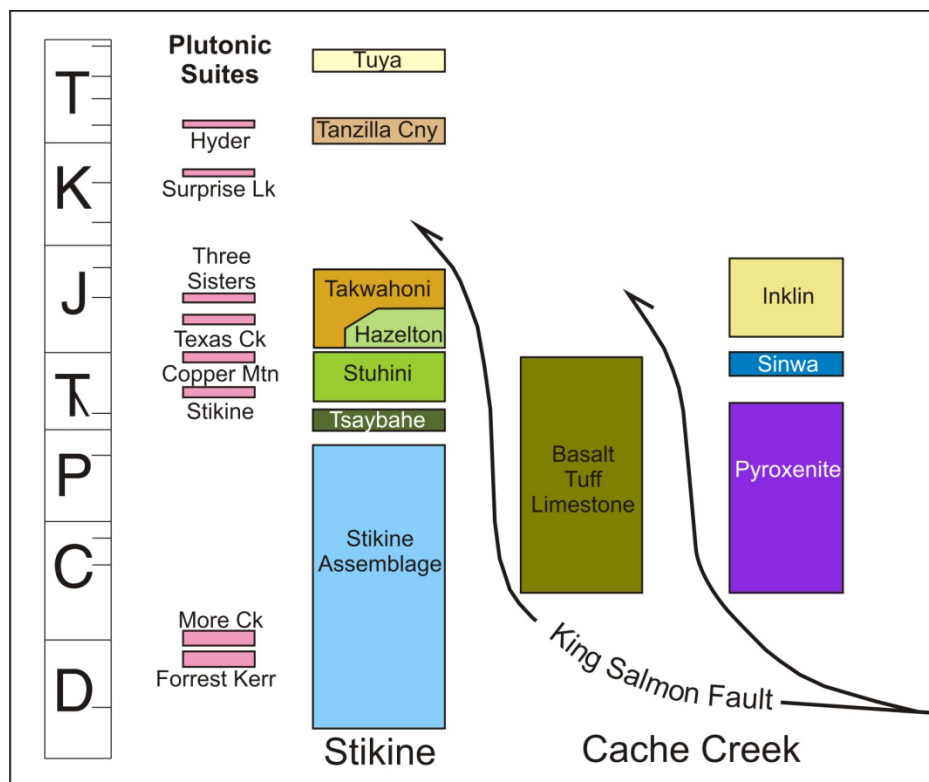 T
K
J
Ꞇ
P
C
D
Plutonic
Suites
Hyder
Surprise Lk
Three
Sisters
Texas Ck
Copper Mtn
Stikine
More Ck
Forrest Kerr
Tuya
Tanzilla Cny
Takwahoni
Hazelton
Stuhini
Tsaybahe
Stikine
Assemblage
Stikine
Basalt
Tuff
Limestone
King Salmon Fault
Cache Creek
Inklin
Sinwa
Pyroxenite